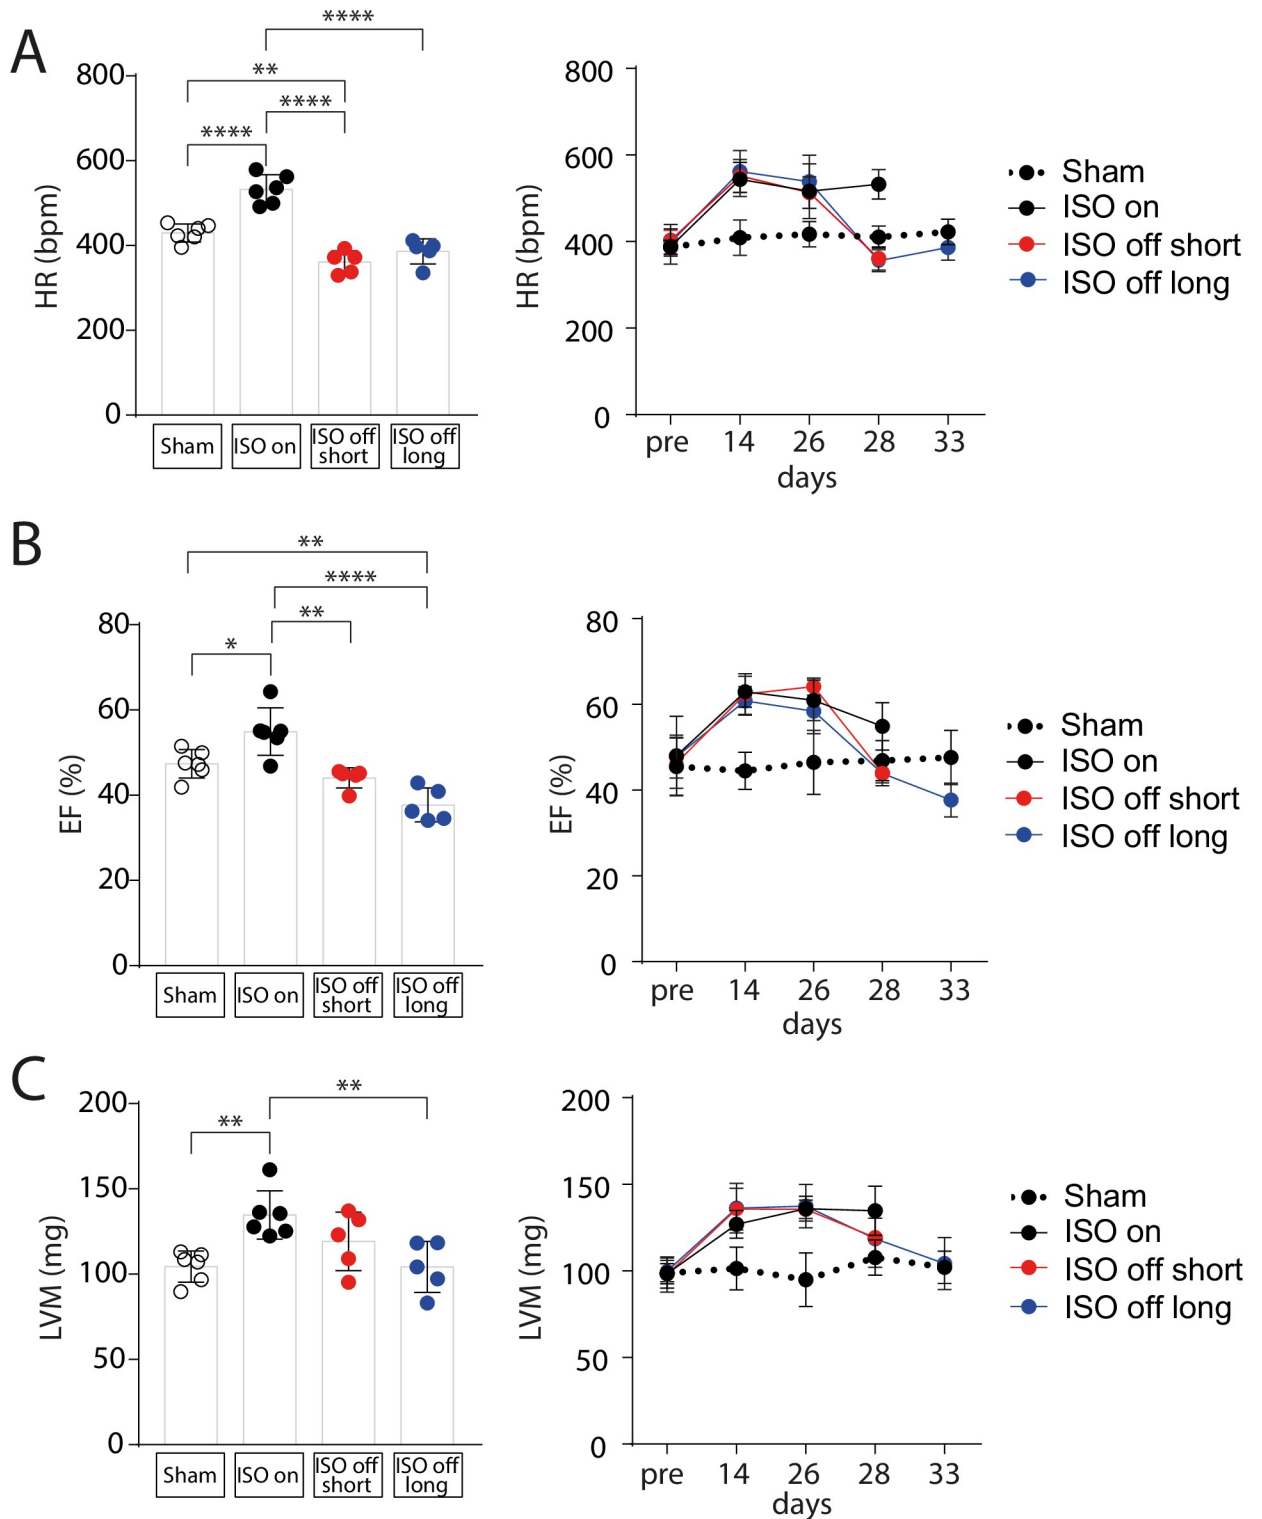 A
****
**
****
****
800
600
400
200
0
HR (bpm)
Sham
ISO on
ISO off
short
ISO off
long
800
600
400
200
0
HR (bpm)
pre
14
26
28
33
days
Sham
ISO on
ISO off short
ISO off long
B
**
****
**
*
80
60
40
20
0
EF (%)
Sham
ISO on
ISO off
short
ISO off
long
80
60
40
20
0
EF (%)
pre
14
26
28
33
days
Sham
ISO on
ISO off short
ISO off long
C
**
**
200
150
100
50
0
LVM (mg)
Sham
ISO on
ISO off
short
ISO off
long
200
150
100
50
0
LVM (mg)
pre
14
26
28
33
days
Sham
ISO on
ISO off short
ISO off long